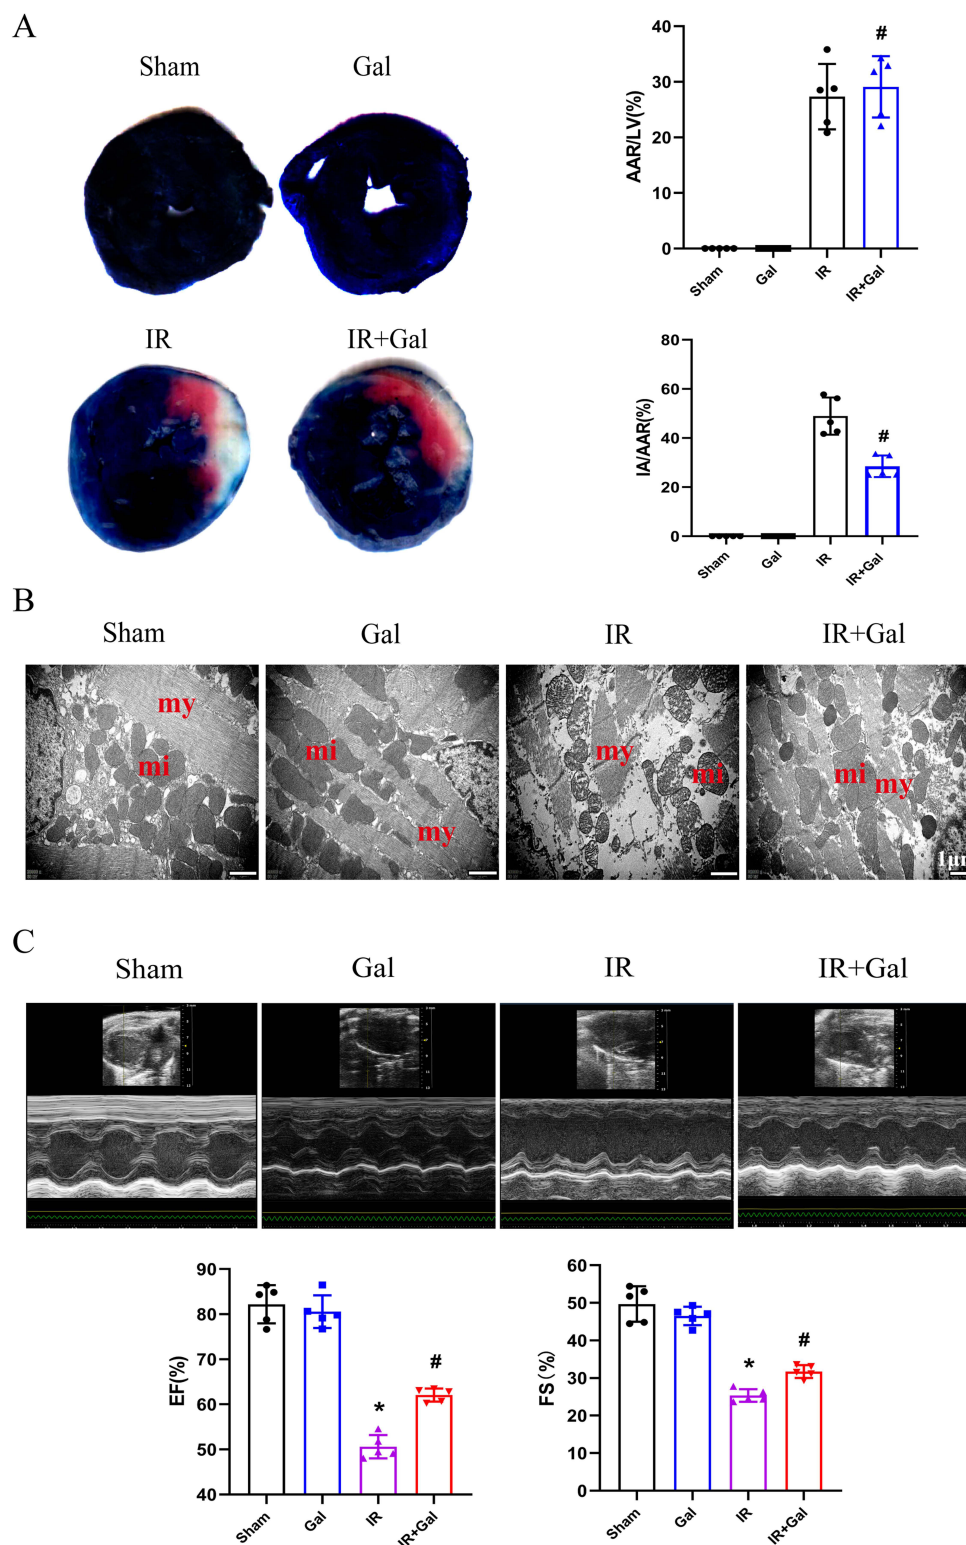 A
Sham
Gal
IR
IR+Gal
AAR/LV(%)
40
30
20
10
0
#
Sham
Gal
IR
IR+Gal
IA/AAR(%)
80
60
40
20
0
#
Sham
Gal
IR
IR+Gal
B
Sham
Gal
IR
IR+Gal
my
mi
mi
my
my
mi
mi
my
1μm
C
Sham
Gal
IR
IR+Gal
EF(%)
90
80
70
60
50
40
*
#
Sham
Gal
IR
IR+Gal
FS(%)
60
50
40
30
20
10
0
*
#
Sham
Gal
IR
IR+Gal